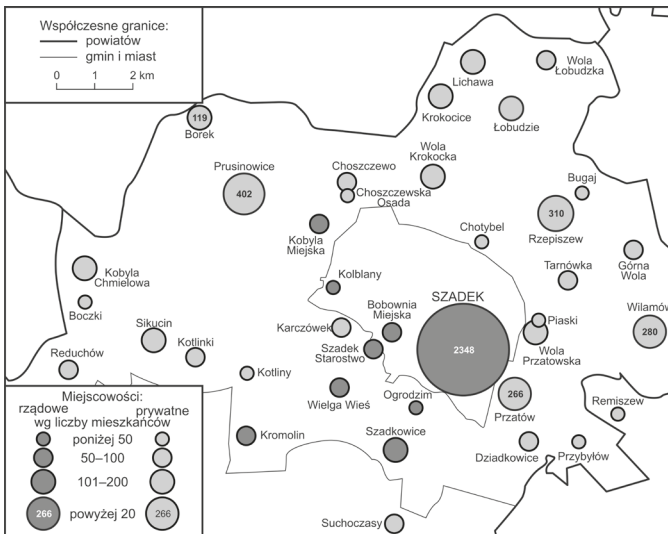 Współczesne granice:
powiatów
gmin i miast
0 1 2 km
Wola
Łobudzka
Lichawa
Krokocice
Łobudzie
119
Borek
Prusinowice
402
Choszczewo
Choszczewska
Osada
Wola
Krokocka
Bugaj
310
Rzepiszew
Kobyla
Miejska
Chotybel
Górna
Wola
Tarnówka
Kobyla
Chmielowa
Boczki
Kolblany
Bobownia
Miejska
SZADEK
2348
Piaski
Wola
Przatowska
Wilamów
280
Sikucin
Kotlinki
Karczówek
Szadek
Starostwo
Reduchów
Kotliny
Wielga Wieś
Ogrodzim
266
Przatów
Remiszew
Kromolin
Szadkowice
Dziadkowice
Przybyłów
Suchoczasy
Miejscowości:
rządowe prywatne
wg liczby mieszkańców
poniżej 50
50–100
101–200
266 powyżej 20 266